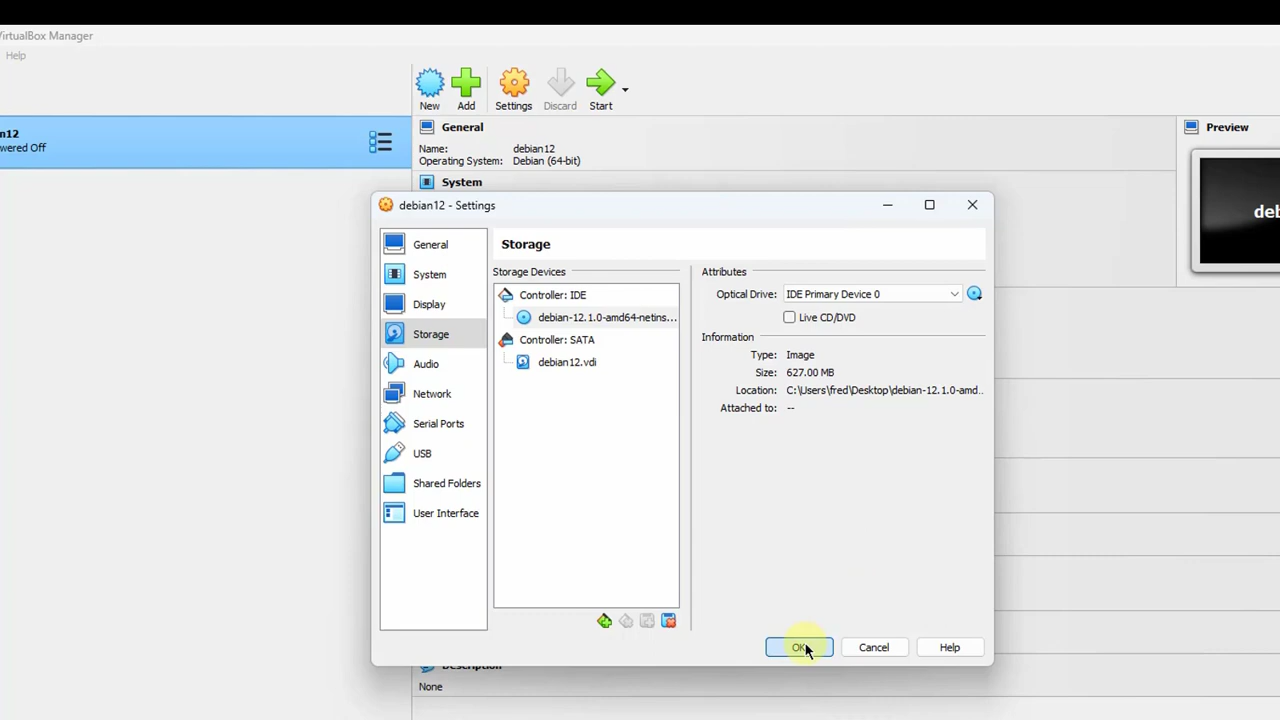 VirtualBox Manager
Help
New
Add
Settings
Discard
Start
n12
wered Off
General
Name: debian12
Operating System: Debian (64-bit)
System
Preview
deb
debian12 - Settings
General
System
Display
Storage
Audio
Network
Serial Ports
USB
Shared Folders
User Interface
Storage
Storage Devices
Controller: IDE
debian-12.1.0-amd64-netins...
Controller: SATA
debian12.vdi
Attributes
Optical Drive: IDE Primary Device 0
Live CD/DVD
Information
Type: Image
Size: 627.00 MB
Location: C:\Users\fred\Desktop\debian-12.1.0-amd...
Attached to: --
OK
Cancel
Help
Description
None